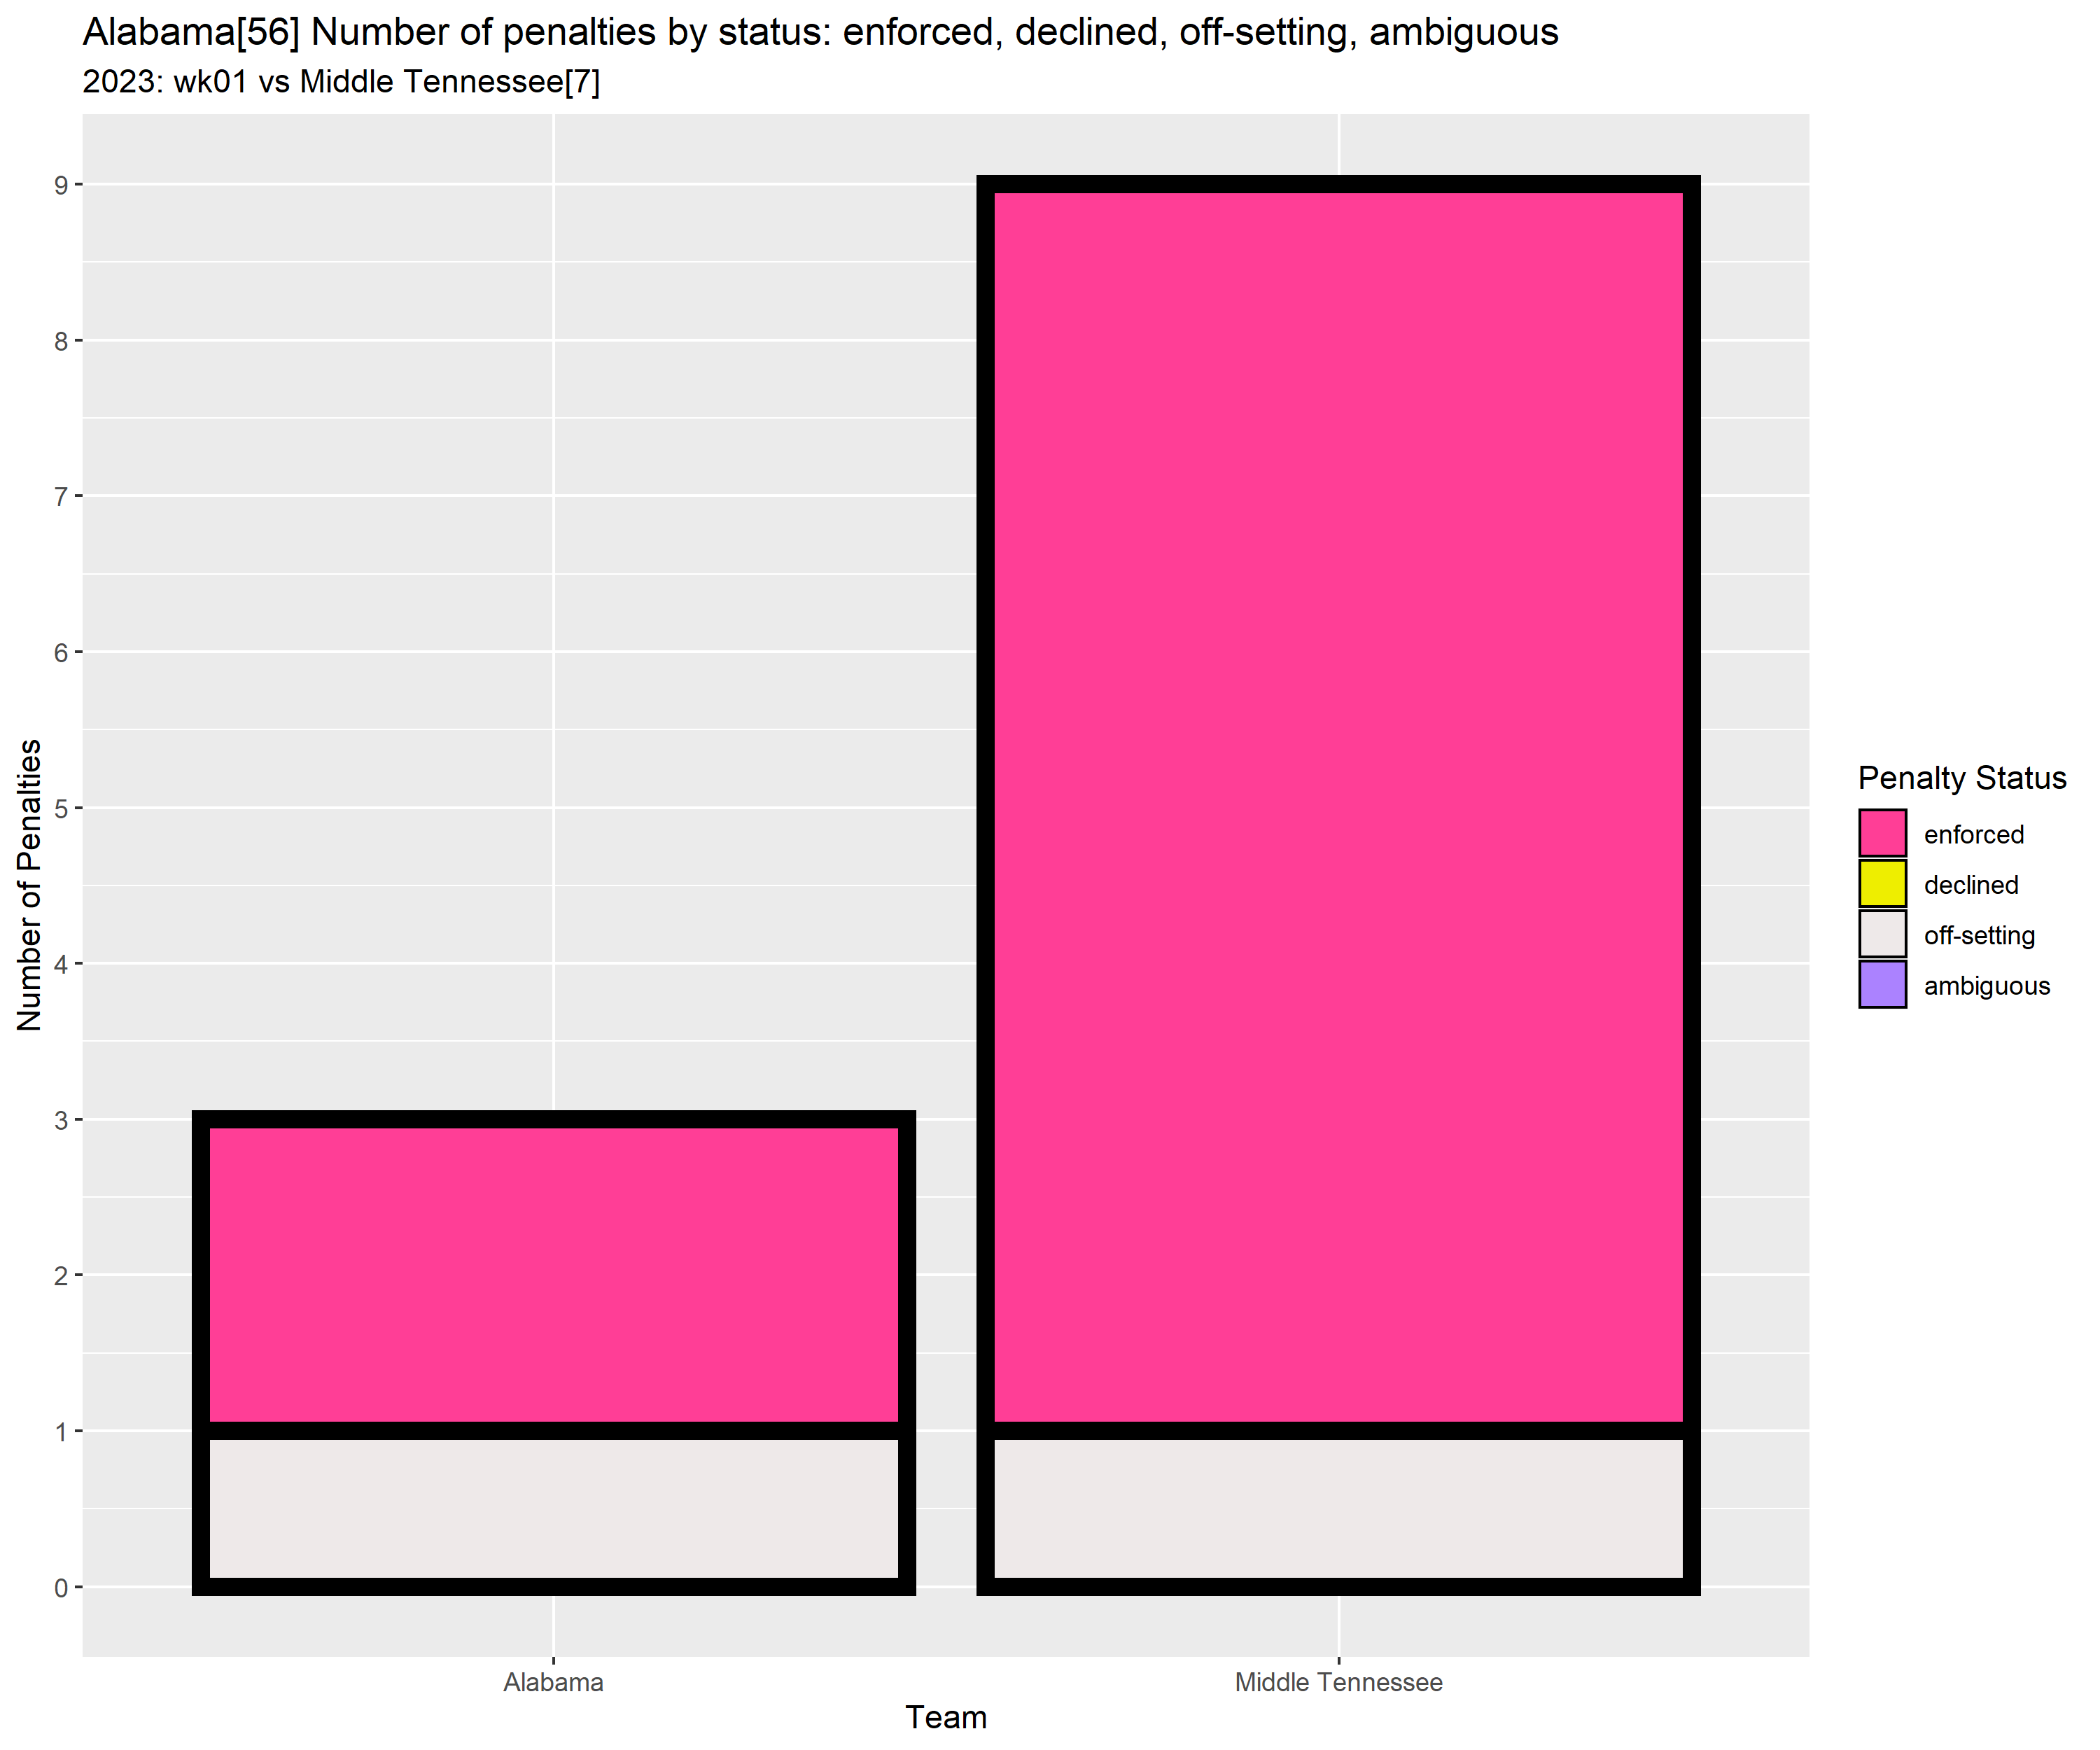 Alabama[56] Number of penalties by status: enforced, declined, off-setting, ambiguous
2023: wk01 vs Middle Tennessee[7]
Number of Penalties
9
8
7
6
5
4
3
2
1
0
Alabama
Middle Tennessee
Team
Penalty Status
enforced
declined
off-setting
ambiguous